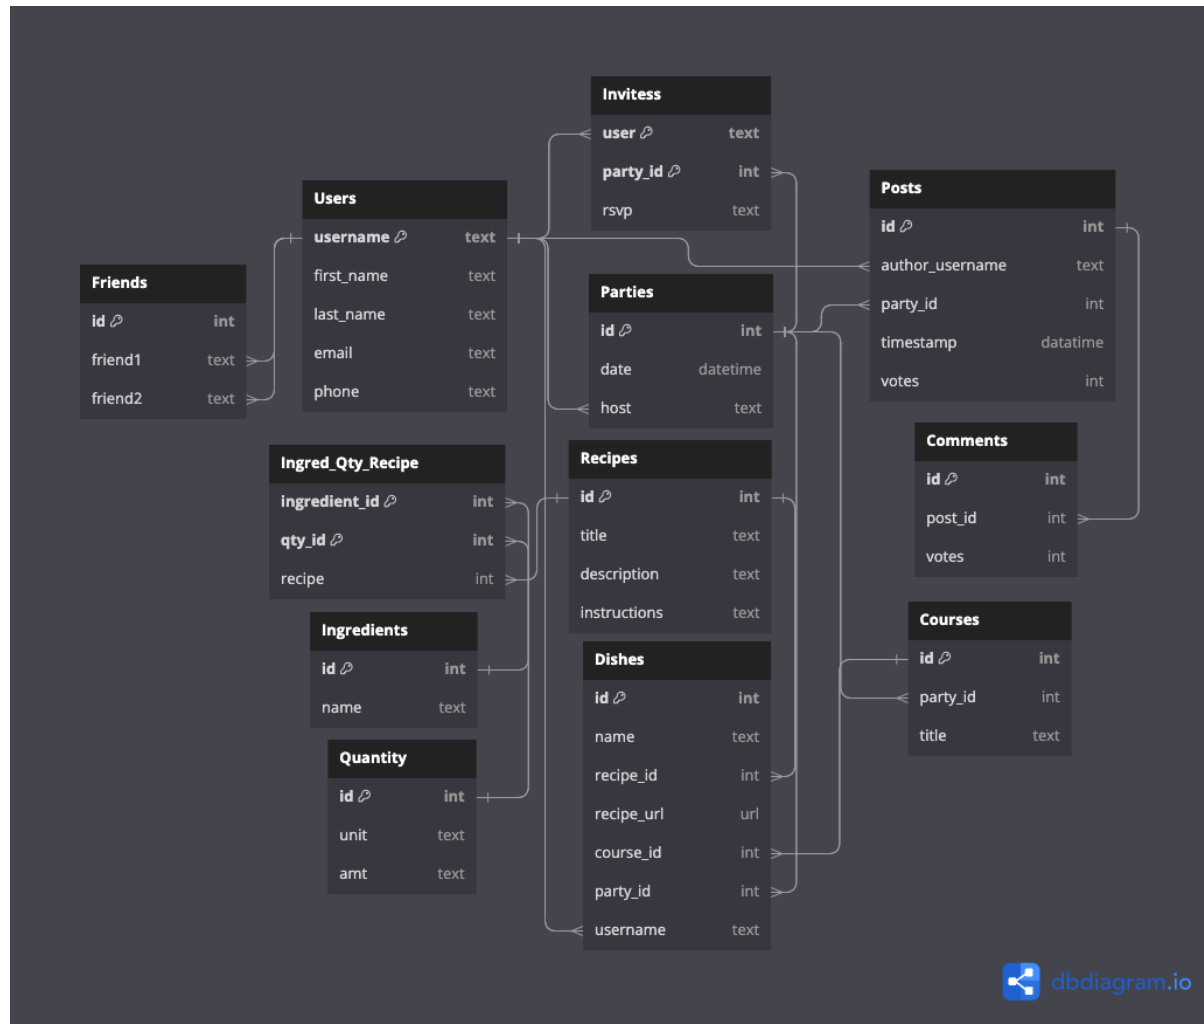 Invitess
user text
party_id int
rsvp text
Users
username text
first_name text
last_name text
email text
phone text
Posts
id int
author_username text
party_id int
timestamp datatime
votes int
Friends
id int
friend1 text
friend2 text
Parties
id int
date datetime
host text
Comments
id int
post_id int
votes int
Ingred_Qty_Recipe
ingredient_id int
qty_id int
recipe int
Recipes
id int
title text
description text
instructions text
Courses
id int
party_id int
title text
Ingredients
id int
name text
Dishes
id int
name text
recipe_id int
recipe_url url
course_id int
party_id int
username text
Quantity
id int
unit text
amt text
dbdiagram.io